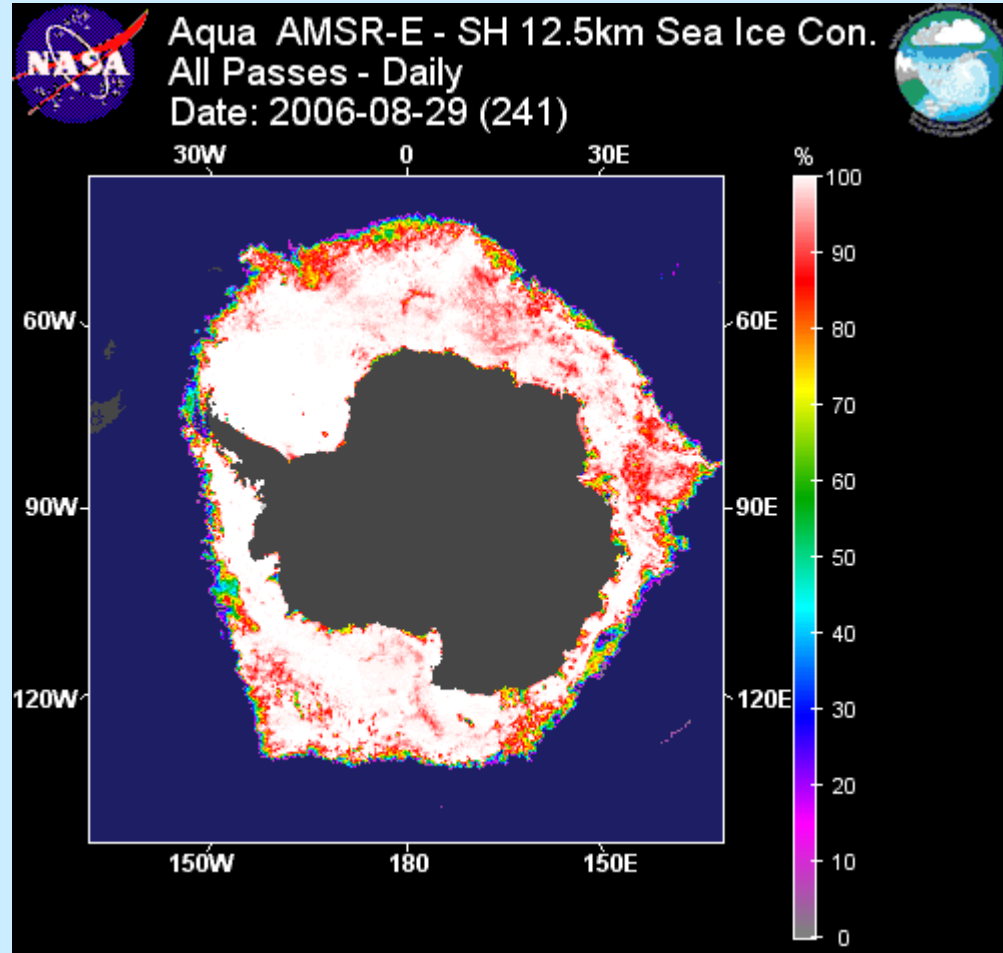 NASA
Aqua AMSR-E - SH 12.5km Sea Ice Con.
All Passes - Daily
Date: 2006-08-29 (241)
30W 0 30E %
100
90
60W 60E
80
70
60
90W 90E
50
40
120W 120E
30
20
150W 180 150E
10
0